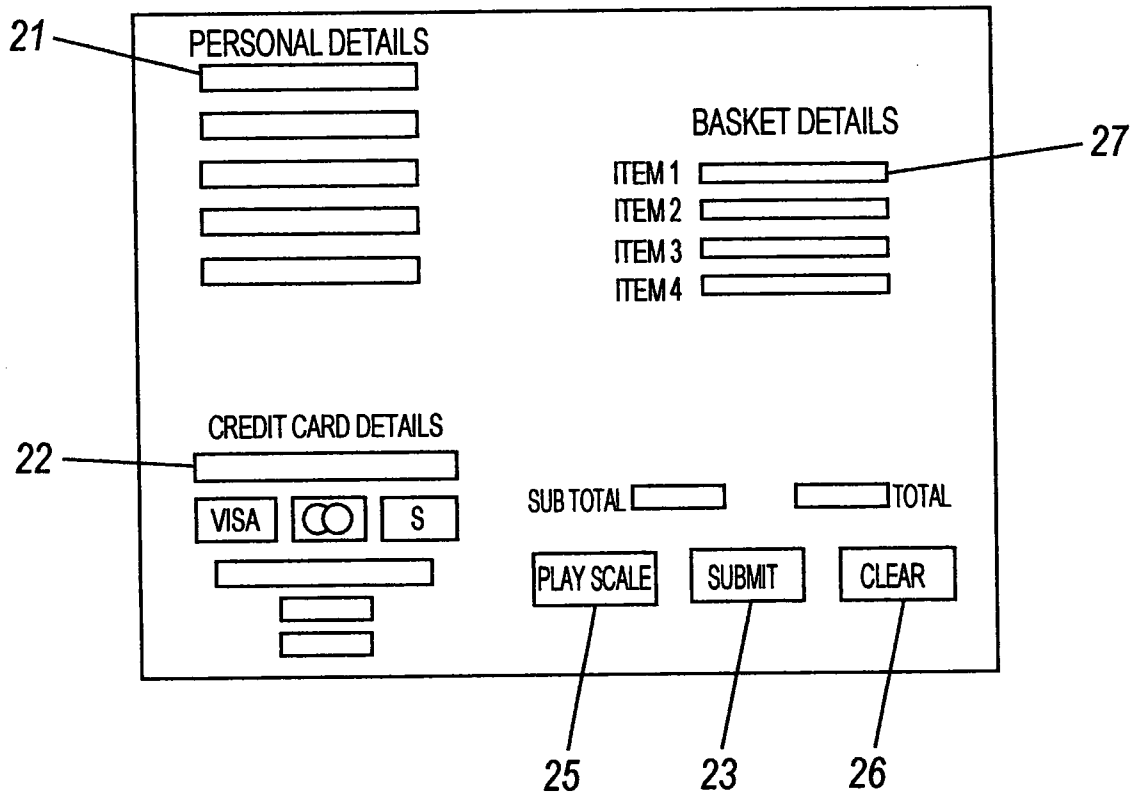 21
PERSONAL DETAILS
BASKET DETAILS
27
ITEM 1
ITEM 2
ITEM 3
ITEM 4
CREDIT CARD DETAILS
22
VISA
S
SUB TOTAL
TOTAL
PLAY SCALE
SUBMIT
CLEAR
25
23
26